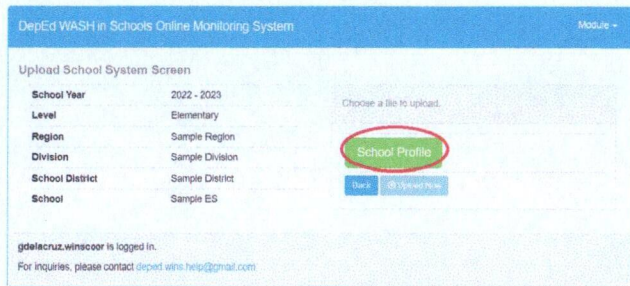 DepEd WASH in Schools Online Monitoring System
Module
Upload School System Screen
School Year 2022 - 2023
Level Elementary
Region Sample Region
Division Sample Division
School District Sample District
School Sample ES
Choose a file to upload.
School Profile
Back Upload Now
gdelacruz.winscoor is logged in.
For inquiries, please contact deped.wins.help@gmail.com